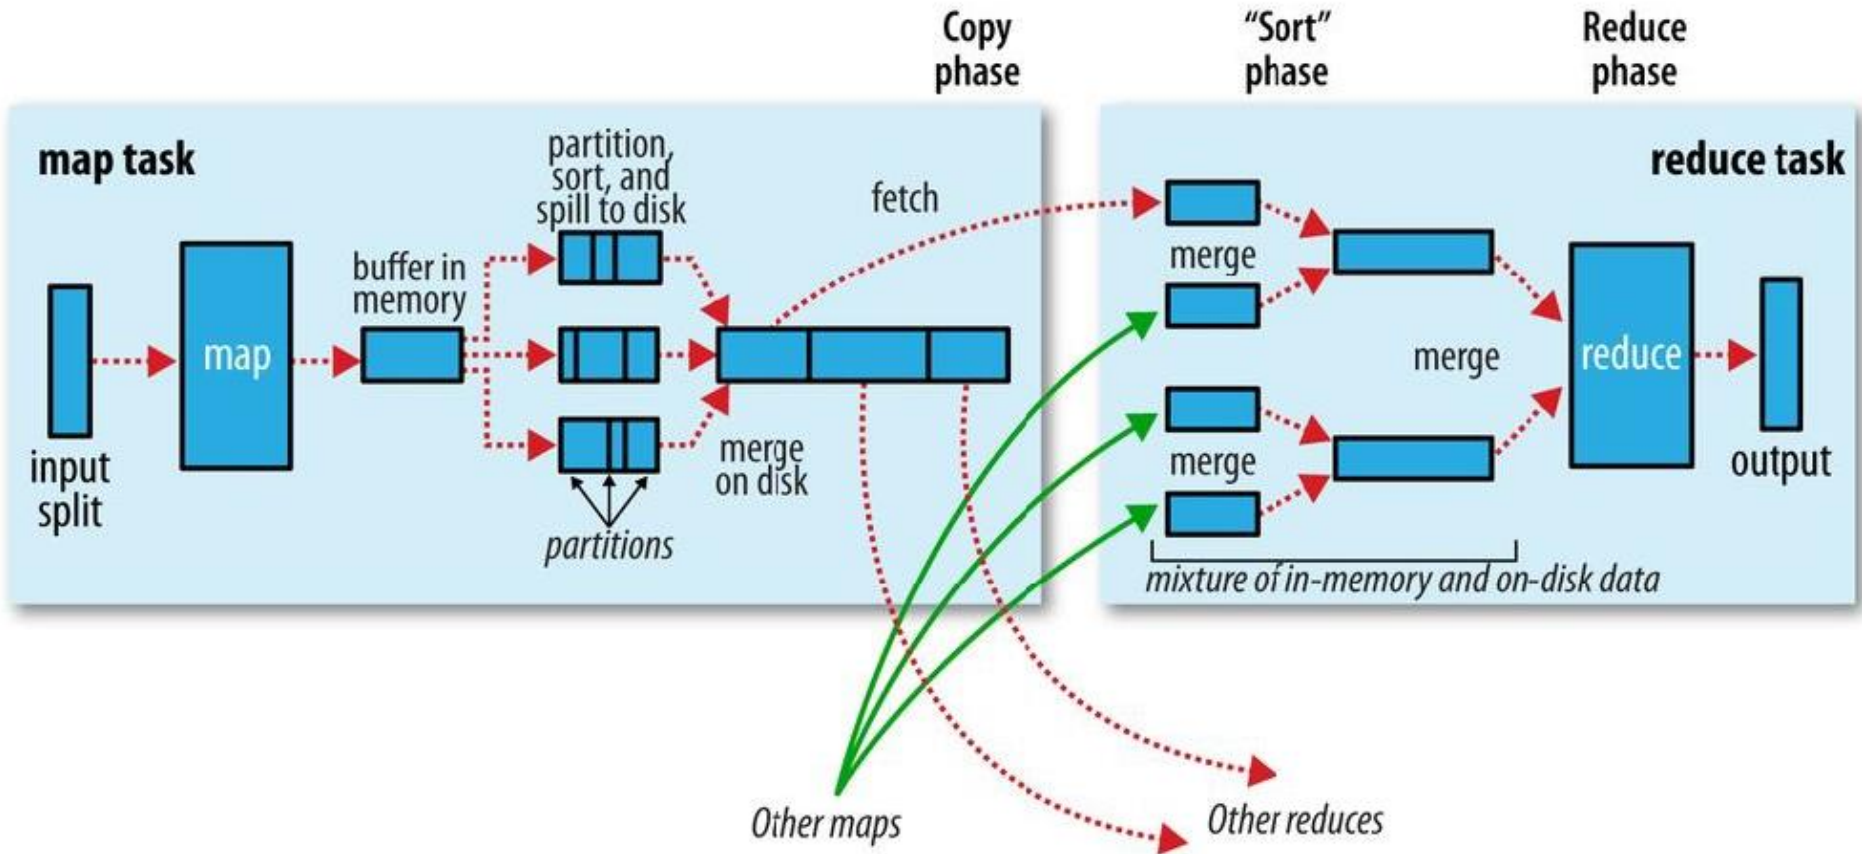 Copy
phase
“Sort”
phase
Reduce
phase
map task
reduce task
partition,
sort, and
spill to disk
fetch
buffer in
memory
merge
map
merge
reduce
input
split
merge
on disk
merge
output
partitions
mixture of in-memory and on-disk data
Other maps
Other reduces